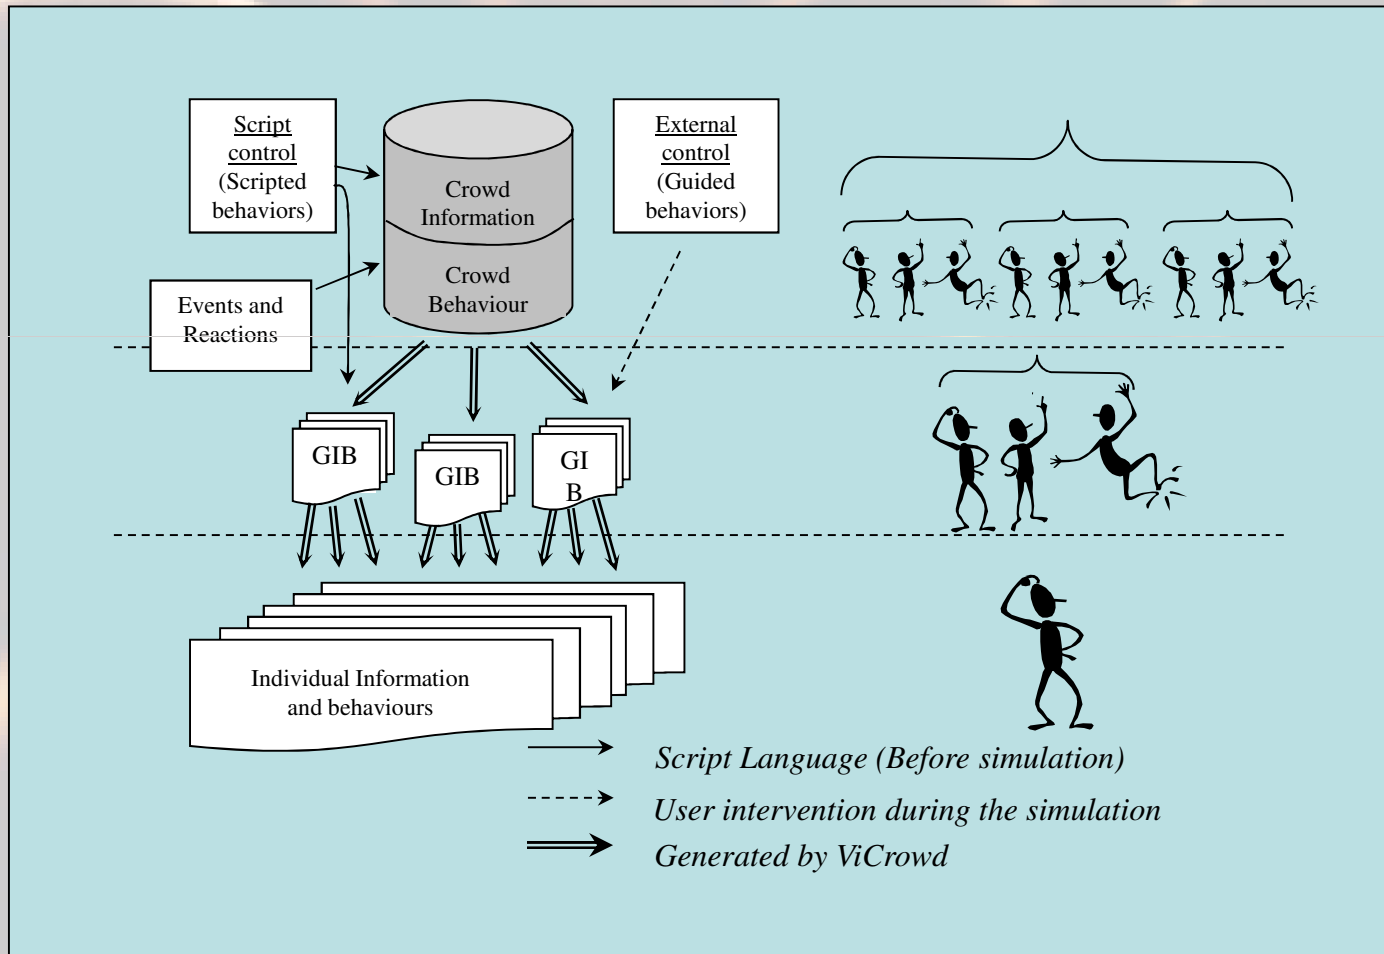 Script
control
(Scripted
behaviors)
Crowd
Information
Crowd
Behaviour
External
control
(Guided
behaviors)
Events and
Reactions
GIB
GIB
GI
B
Individual Information
and behaviours
Script Language (Before simulation)
User intervention during the simulation
Generated by ViCrowd